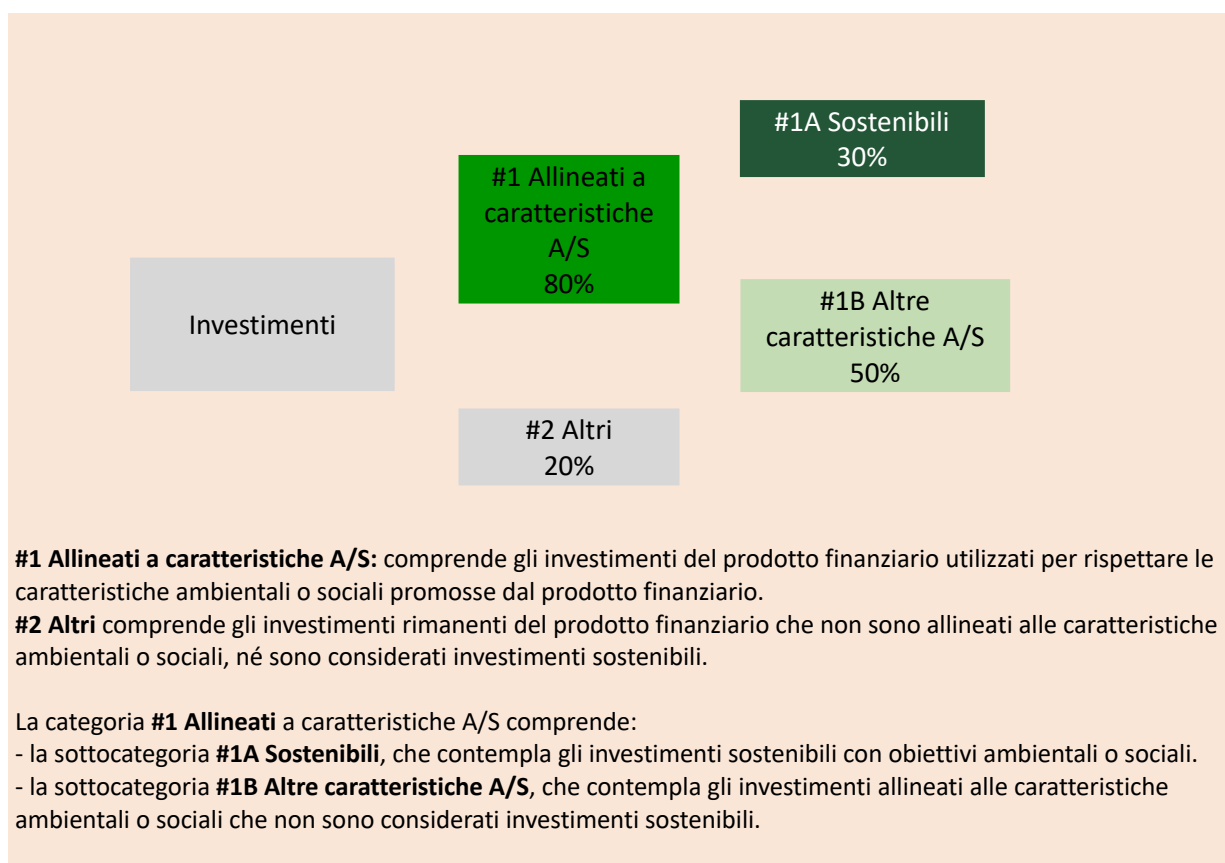 #1A Sostenibili
30%
#1 Allineati a
caratteristiche
A/S
80%
Investimenti
#1B Altre
caratteristiche A/S
50%
#2 Altri
20%
#1 Allineati a caratteristiche A/S: comprende gli investimenti del prodotto finanziario utilizzati per rispettare le
caratteristiche ambientali o sociali promosse dal prodotto finanziario.
#2 Altri comprende gli investimenti rimanenti del prodotto finanziario che non sono allineati alle caratteristiche
ambientali o sociali, né sono considerati investimenti sostenibili.
La categoria #1 Allineati a caratteristiche A/S comprende:
- la sottocategoria #1A Sostenibili, che contempla gli investimenti sostenibili con obiettivi ambientali o sociali.
- la sottocategoria #1B Altre caratteristiche A/S, che contempla gli investimenti allineati alle caratteristiche
ambientali o sociali che non sono considerati investimenti sostenibili.